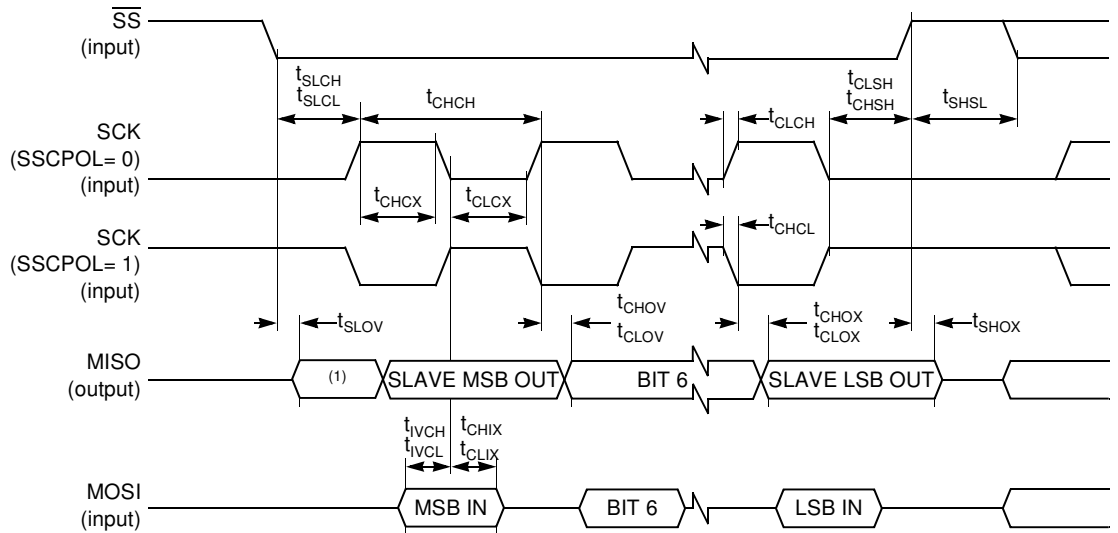 SS
(input)
tSLCH
tSLCL
tCHCH
tCLCH
tCLSH
tCHSH
tSHSL
SCK
(SSCPOL= 0)
(input)
tCHCX
tCLCX
SCK
(SSCPOL= 1)
(input)
tCHCL
tSLOV
tCHOV
tCLOV
tCHOX
tCLOX
tSHOX
MISO
(output)
(1)
SLAVE MSB OUT
BIT 6
SLAVE LSB OUT
tIVCH
tIVCL
tCHIX
tCLIX
MOSI
(input)
MSB IN
BIT 6
LSB IN